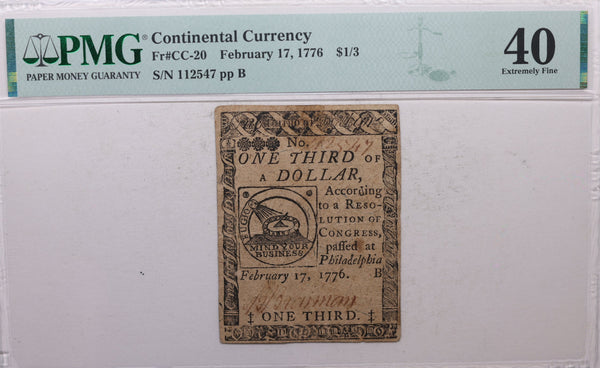 PMG
PAPER MONEY GUARANTY
Continental Currency
Fr#CC-20 February 17, 1776 $1/3
S/N 112547 pp B
40
Extremely Fine
No. 112547
ONE THIRD OF
A DOLLAR,
According
to a RESO-
LUTION OF
CONGRESS,
passed at
Philadelphia
FUGIO
MIND YOUR
BUSINESS
February 17, 1776. B
‡ ONE THIRD. ‡